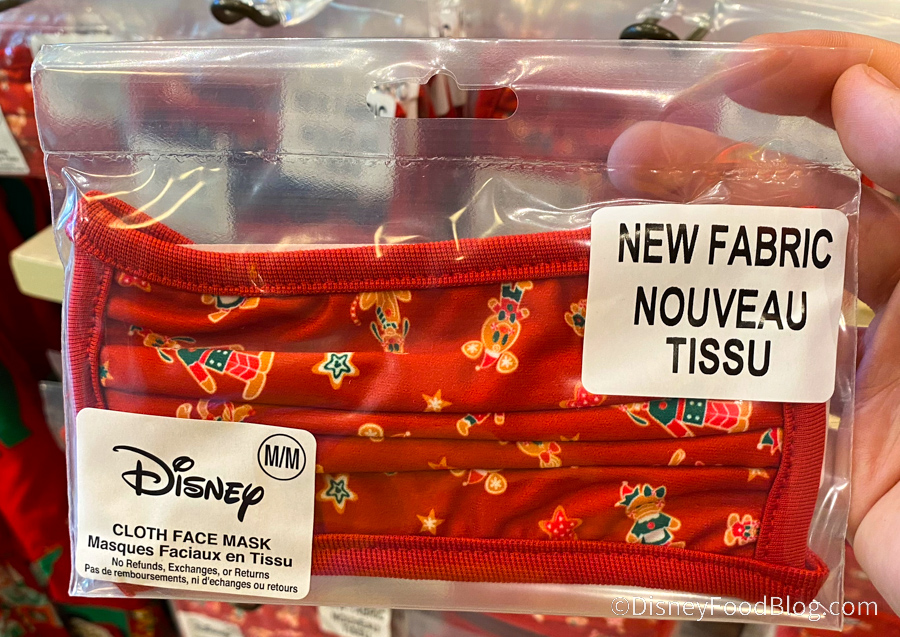 NEW FABRIC
NOUVEAU
TISSU
Disney
M/M
CLOTH FACE MASK
Masques Faciaux en Tissu
No Refunds, Exchanges, or Returns
Pas de remboursements, ni d'echanges ou retours
©DisneyFoodBlog.com